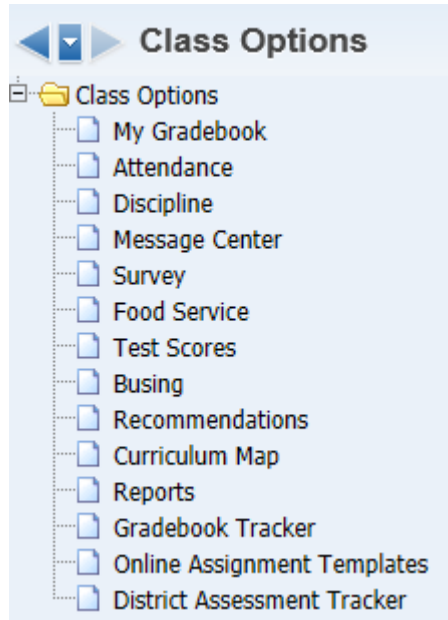 Class Options
Class Options
My Gradebook
Attendance
Discipline
Message Center
Survey
Food Service
Test Scores
Busing
Recommendations
Curriculum Map
Reports
Gradebook Tracker
Online Assignment Templates
District Assessment Tracker